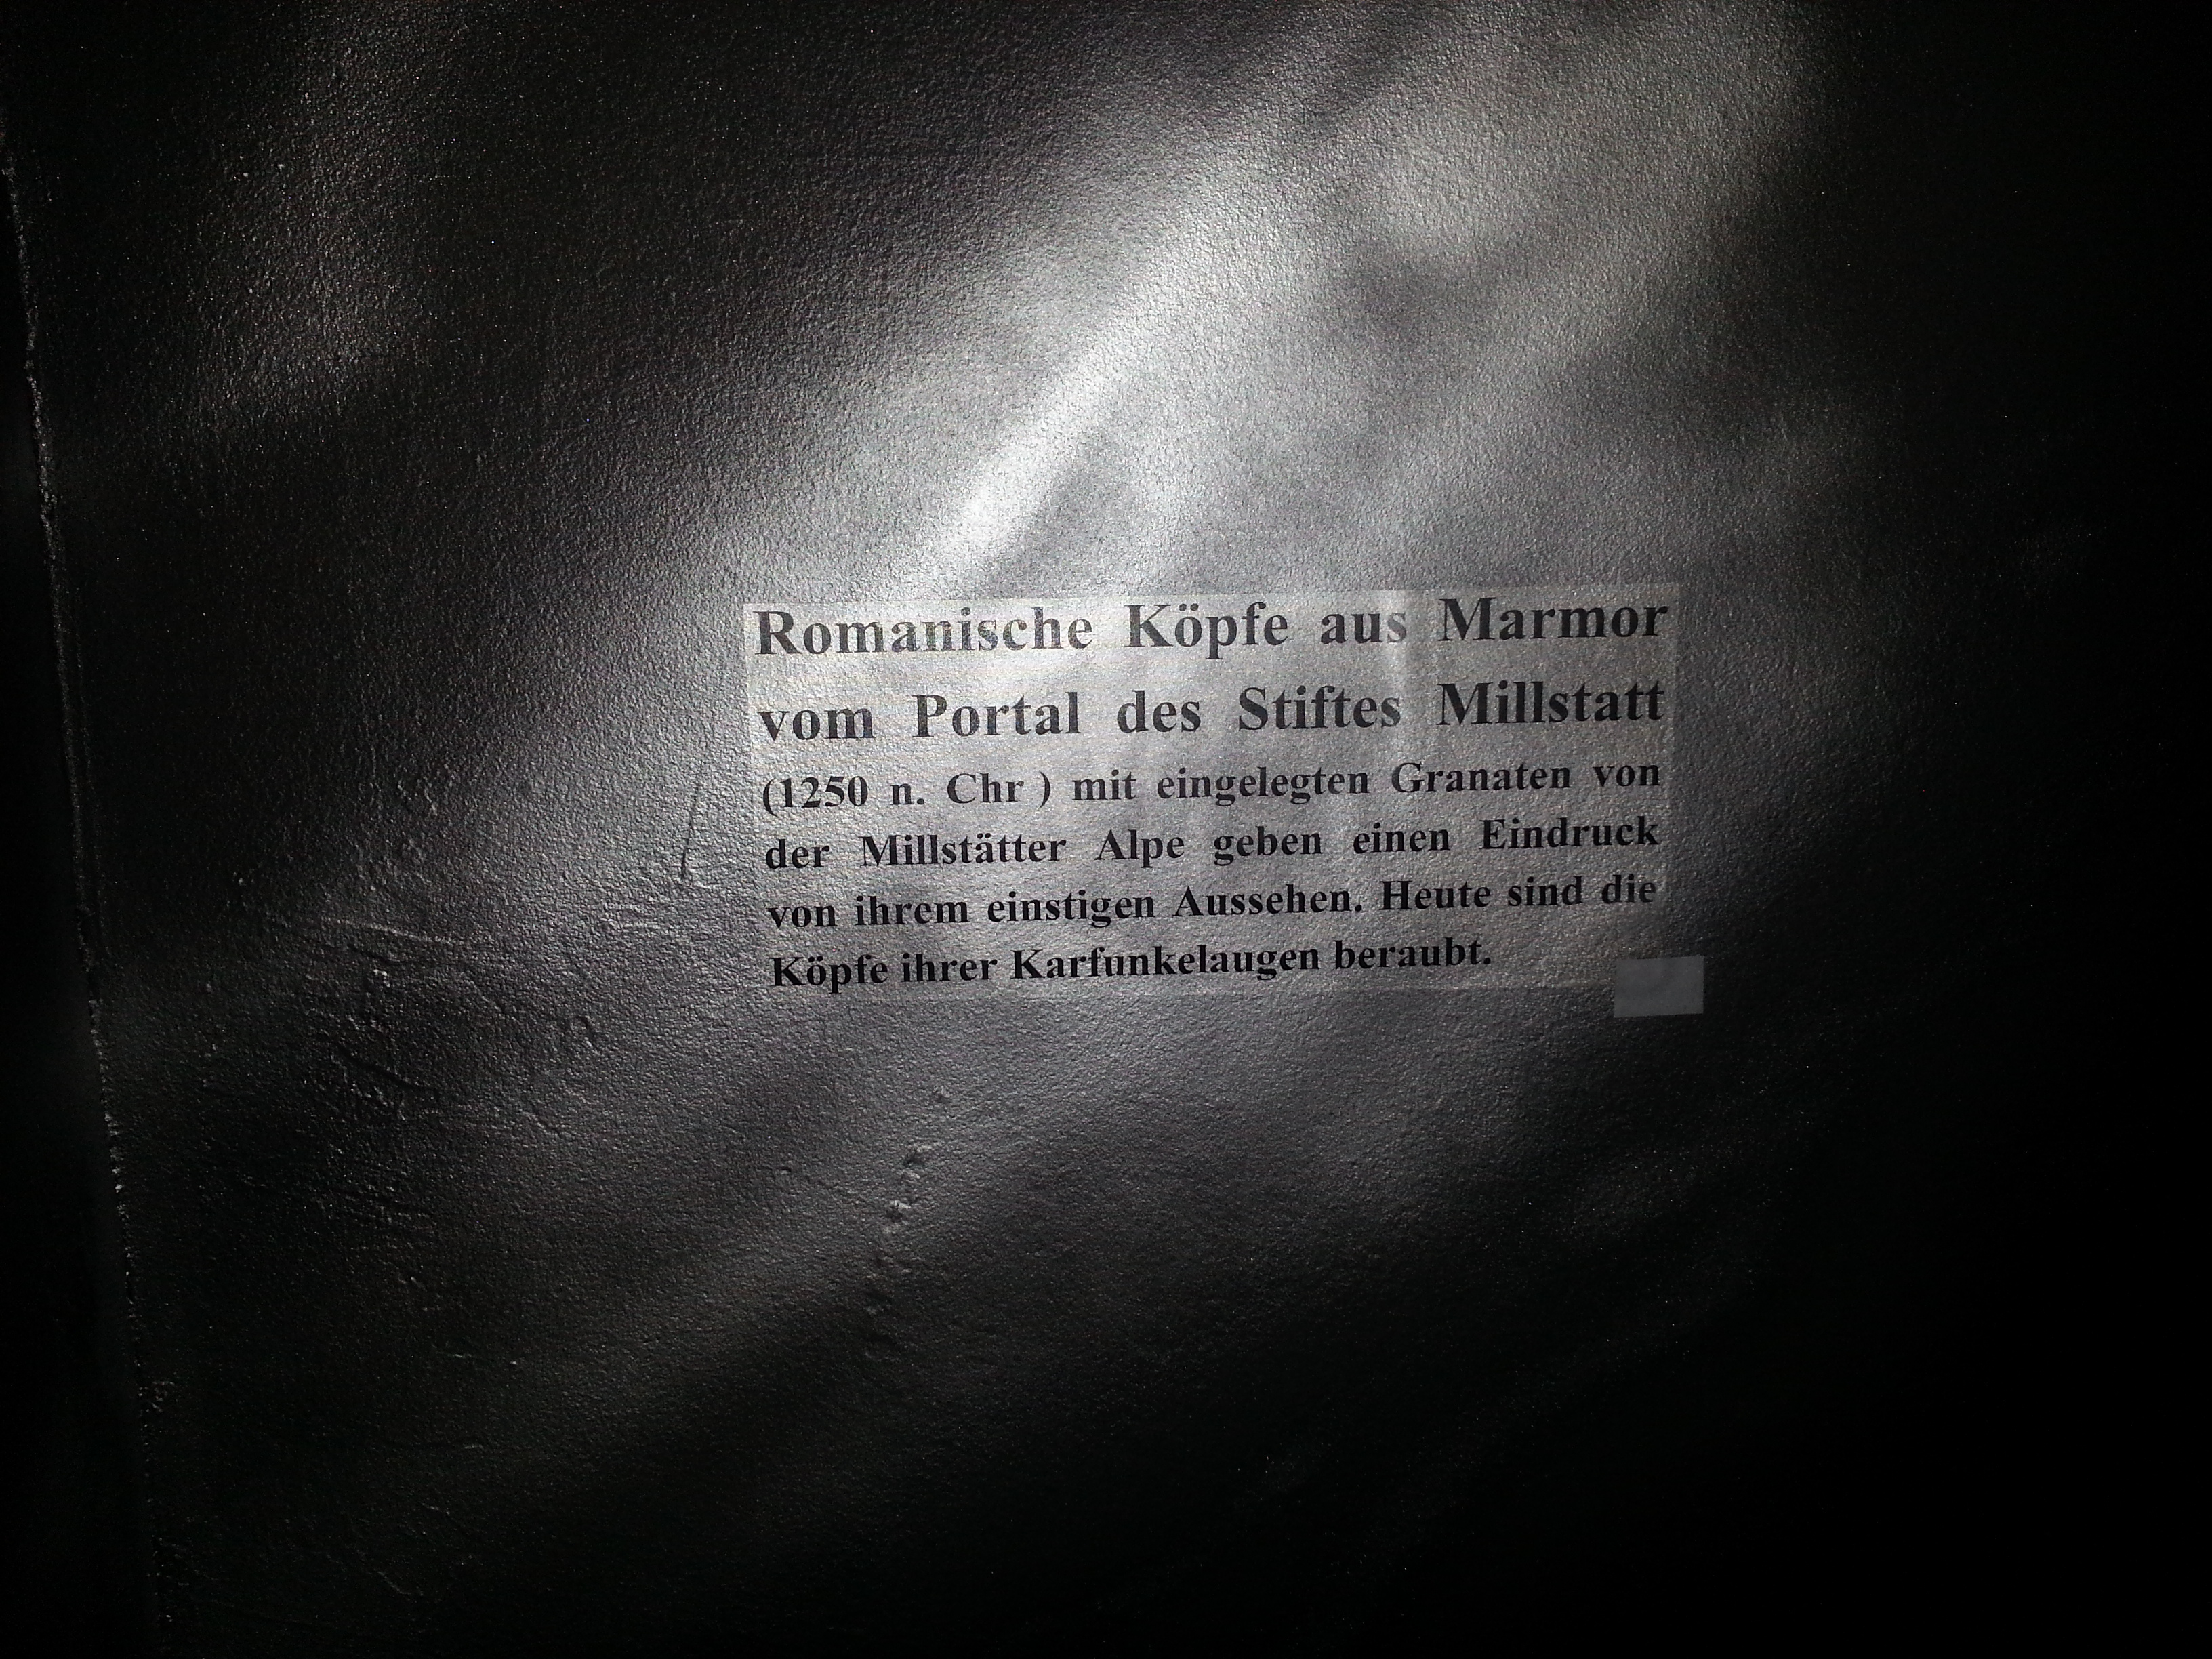 Romanische Köpfe aus Marmor
vom Portal des Stiftes Millstatt
(1250 n. Chr ) mit eingelegten Granaten von
der Millstätter Alpe geben einen Eindruck
von ihrem einstigen Aussehen. Heute sind die
Köpfe ihrer Karfunkelaugen beraubt.